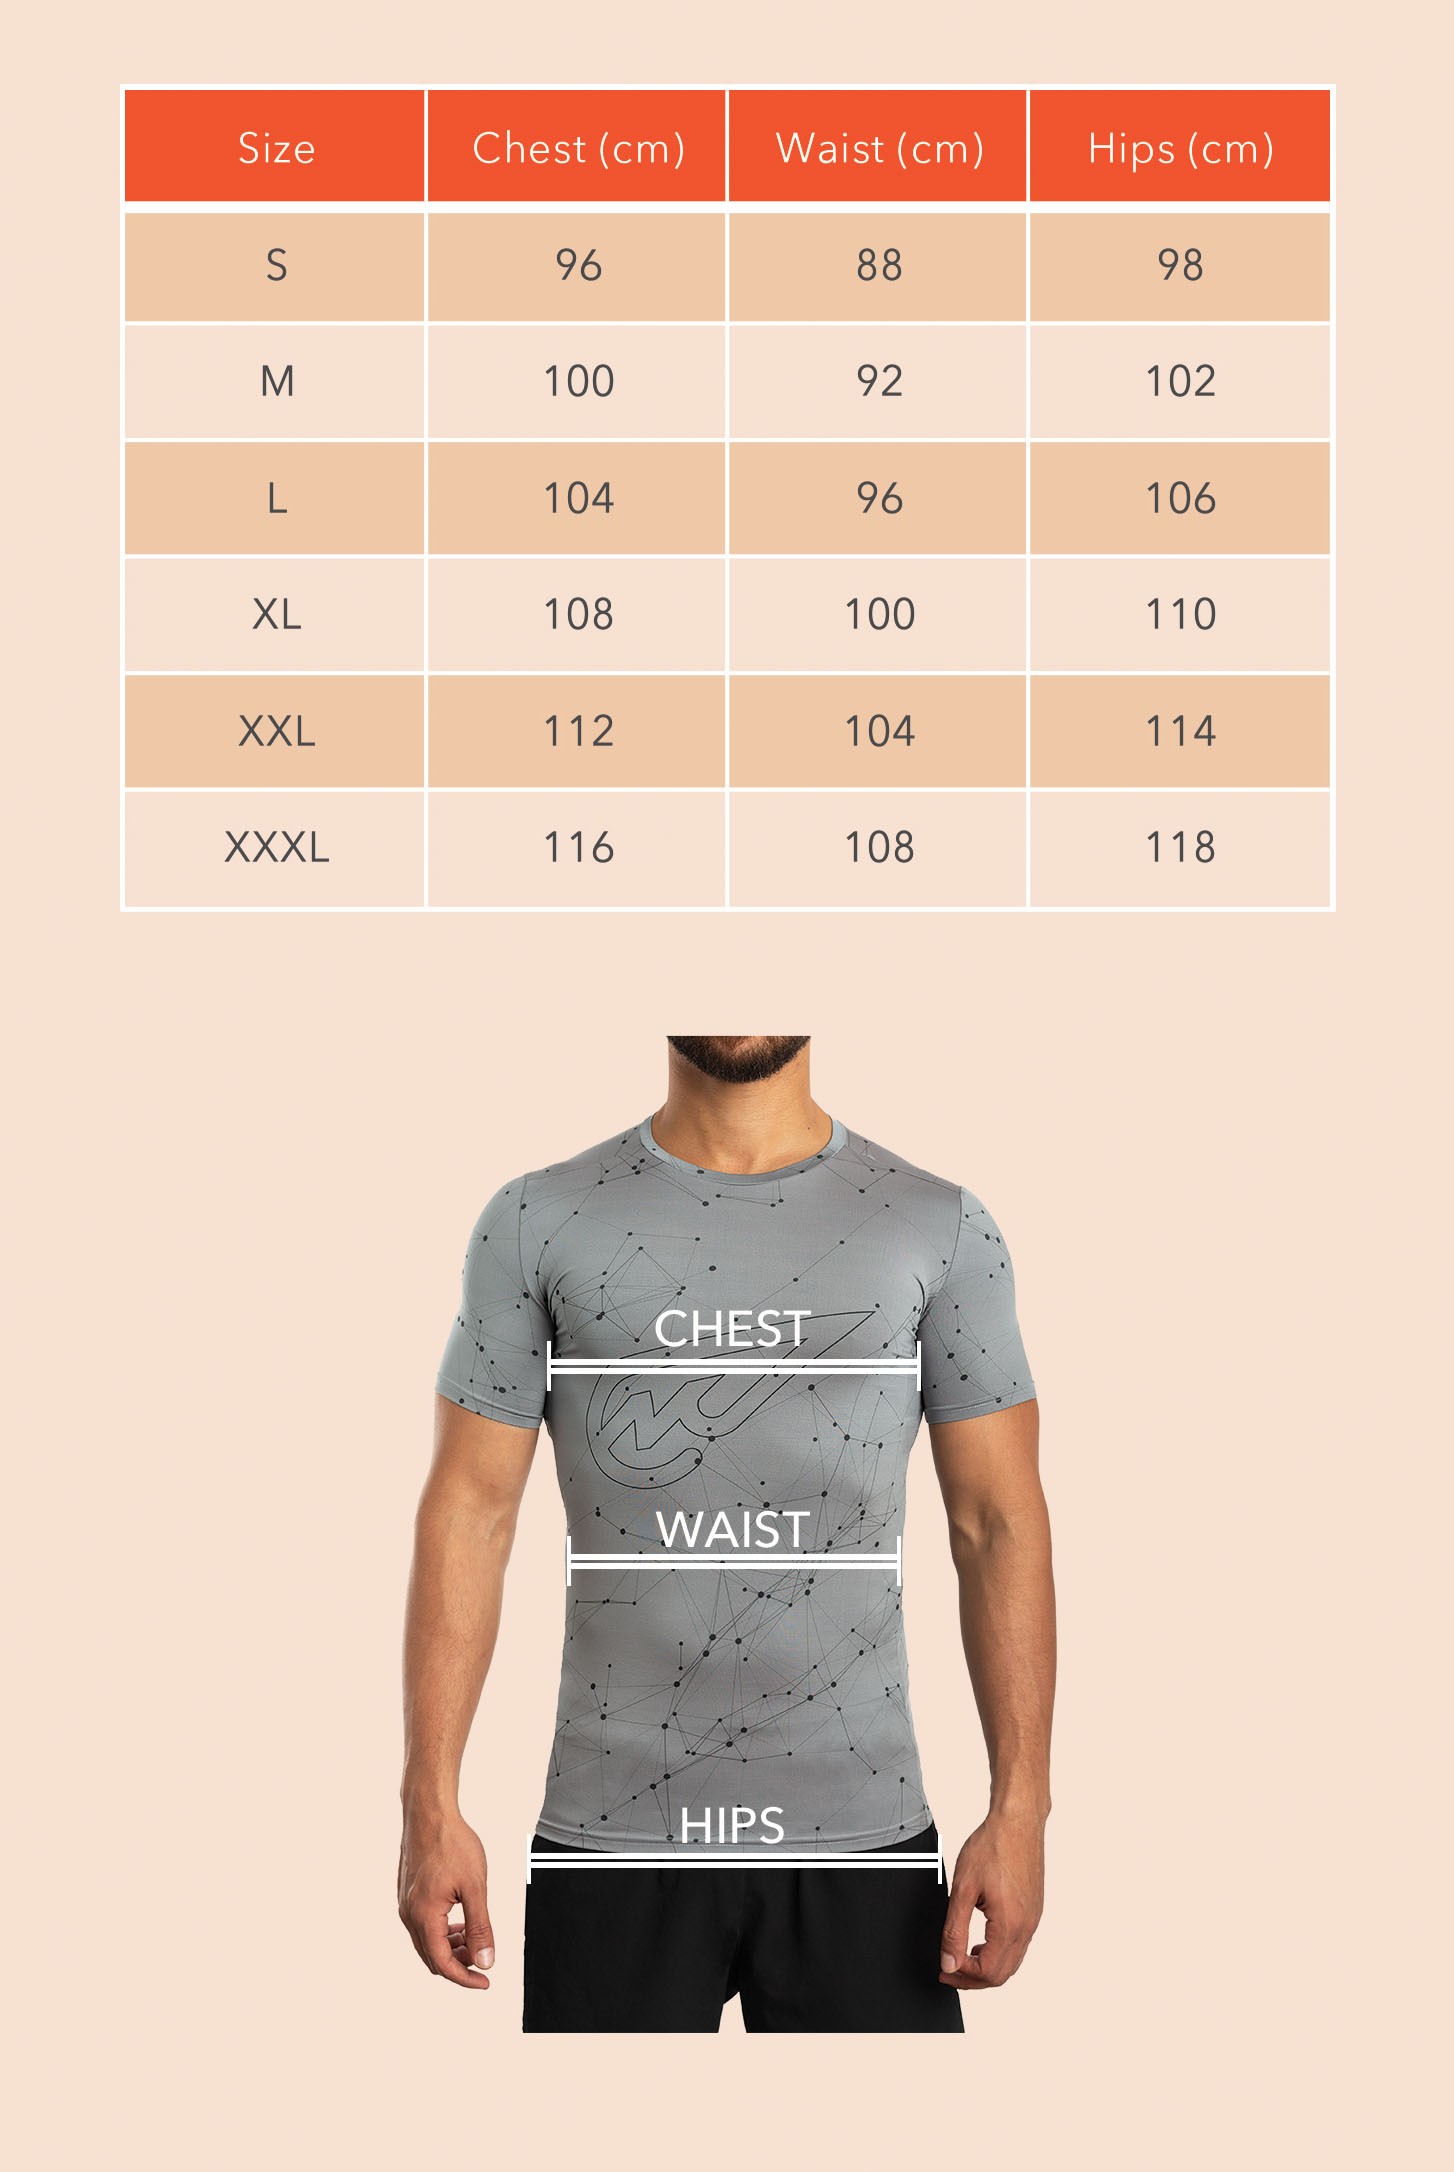 Size Chest (cm) Waist (cm) Hips (cm)
S 96 88 98
M 100 92 102
L 104 96 106
XL 108 100 110
XXL 112 104 114
XXXL 116 108 118
CHEST
WAIST
HIPS